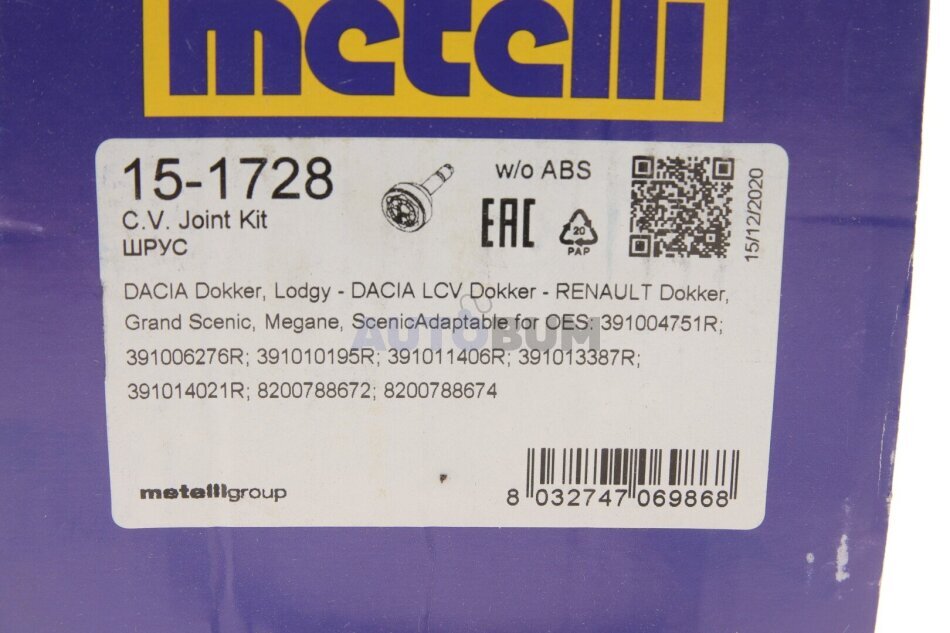 metelli
15-1728
w/o ABS
C.V. Joint Kit
ШРУС
EAC
20
PAP
15/12/2020
DACIA Dokker, Lodgy - DACIA LCV Dokker - RENAULT Dokker,
Grand Scenic, Megane, ScenicAdaptable for OES: 391004751R;
AUTOBUM
391006276R; 391010195R; 391011406R; 391013387R;
391014021R; 8200788672; 8200788674
metelligroup
8 032747 069868